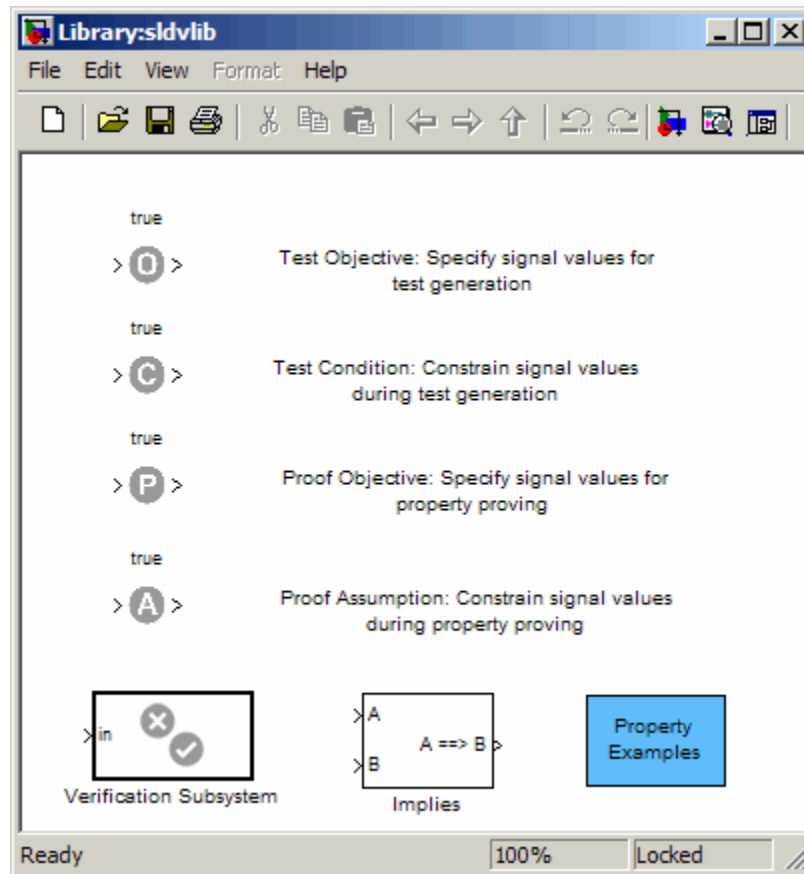 Library:sldvlib
File Edit View Format Help
true
O
Test Objective: Specify signal values for
test generation
true
C
Test Condition: Constrain signal values
during test generation
true
P
Proof Objective: Specify signal values for
property proving
true
A
Proof Assumption: Constrain signal values
during property proving
in
Verification Subsystem
A
A ==> B
B
Implies
Property
Examples
Ready 100% Locked